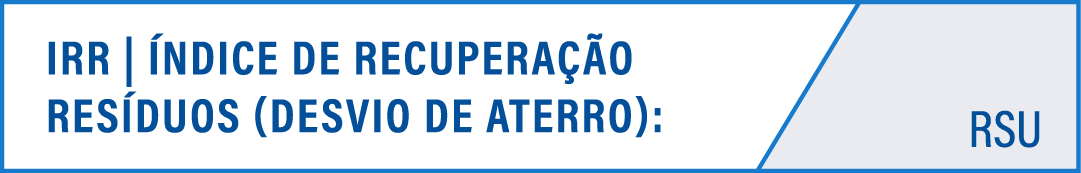 IRR | ÍNDICE DE RECUPERAÇÃO
RESÍDUOS (DESVIO DE ATERRO):
RSU